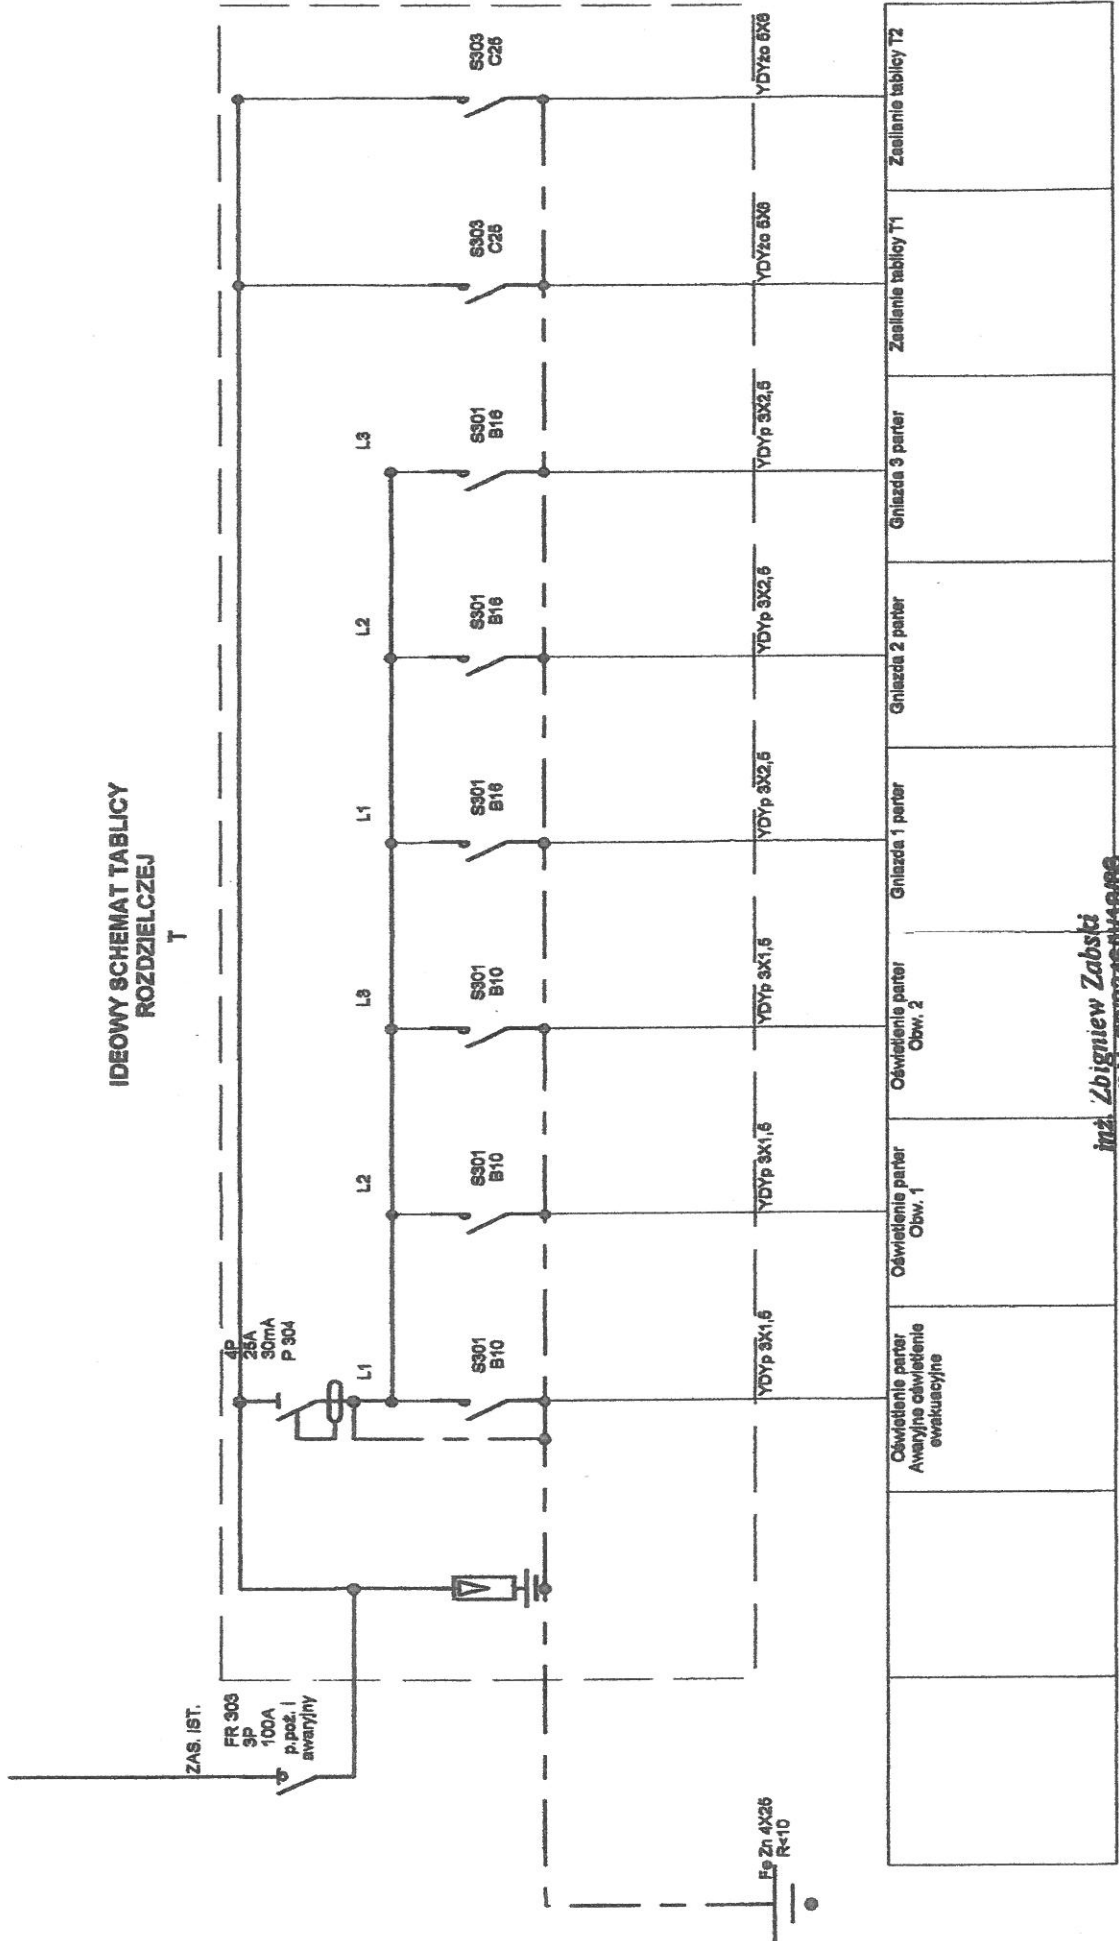 IDEOWY SCHEMAT TABLICY
ROZDZIELCZEJ
T
ZAS. IST.
FR 303
3P
100A
p.poż. i
awaryjny
4P
25A
30mA
P 304
L1
L2
L3
L1
L2
L3
S301
B10
S301
B10
S301
B10
S301
B16
S301
B16
S301
B16
S303
C25
S303
C25
YDYp 3X1,5
YDYp 3X1,5
YDYp 3X1,5
YDYp 3X2,5
YDYp 3X2,5
YDYp 3X2,5
YDYżo 5X6
YDYżo 5X6
Fe Zn 4X25
R<10
Oświetlenie parter
Awaryjne oświetlenie
ewakuacyjne
Oświetlenie parter
Obw. 1
Oświetlenie parter
Obw. 2
Gniazda 1 parter
Gniazda 2 parter
Gniazda 3 parter
Zasilanie tablicy T1
Zasilanie tablicy T2
inż. Zbigniew Zabski